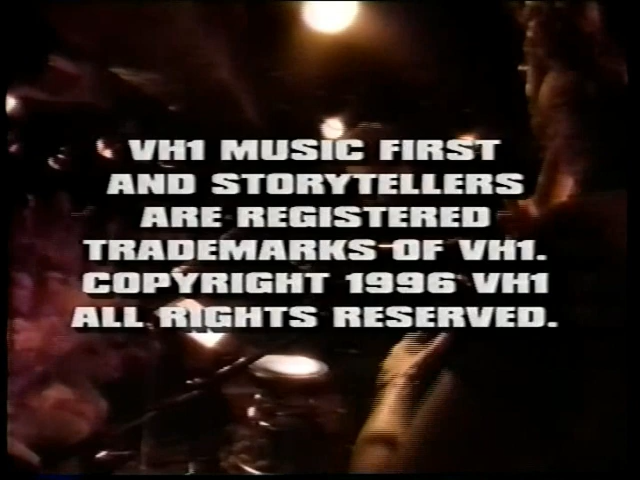 VH1 MUSIC FIRST
AND STORYTELLERS
ARE REGISTERED
TRADEMARKS OF VH1.
COPYRIGHT 1996 VH1
ALL RIGHTS RESERVED.